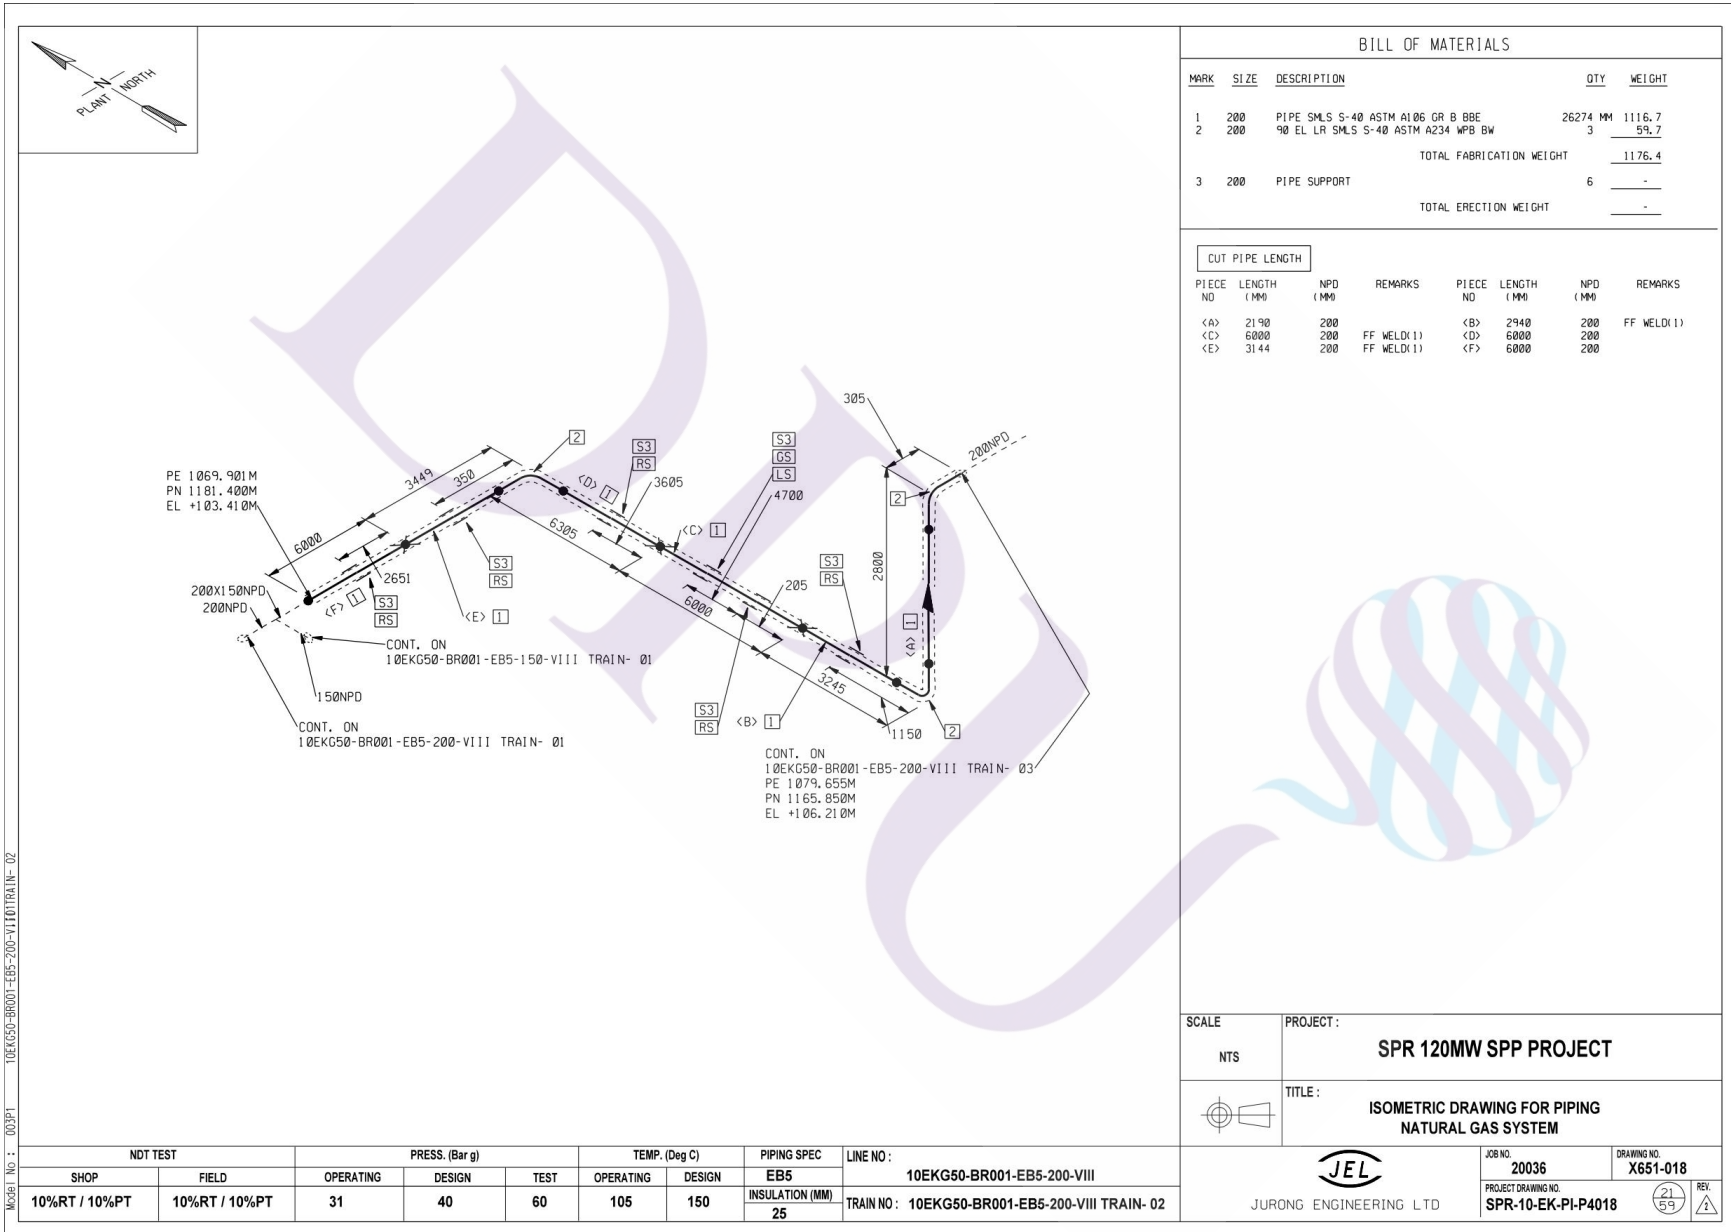 N
PLANT NORTH
BILL OF MATERIALS
MARK SIZE DESCRIPTION QTY WEIGHT
1 200 PIPE SMLS S-40 ASTM A106 GR B BBE 26274 MM 1116.7
2 200 90 EL LR SMLS S-40 ASTM A234 WPB BW 3 59.7
TOTAL FABRICATION WEIGHT 1176.4
3 200 PIPE SUPPORT 6 -
TOTAL ERECTION WEIGHT -
CUT PIPE LENGTH
PIECE LENGTH NPD REMARKS PIECE LENGTH NPD REMARKS
NO (MM) (MM) NO (MM) (MM)
<A> 2190 200 <B> 2940 200 FF WELD(1)
<C> 6000 200 FF WELD(1) <D> 6000 200
<E> 3144 200 FF WELD(1) <F> 6000 200
305
200NPD
2
S3
RS
S3
GS
LS
PE 1069.901M
PN 1181.400M
EL +103.410M
3449
350
<D> 1
3605
4700
2
6305
<C> 1
6000
2800
S3
RS
S3
RS
2651
205
200X150NPD
200NPD
<F> 1
S3
RS
<E> 1
6000
<A> 1
CONT. ON
10EKG50-BR001-EB5-150-VIII TRAIN- 01
150NPD
3245
S3
RS
<B> 1
1150
2
CONT. ON
10EKG50-BR001-EB5-200-VIII TRAIN- 01
CONT. ON
10EKG50-BR001-EB5-200-VIII TRAIN- 03
PE 1079.655M
PN 1165.850M
EL +106.210M
DPU
SCALE
NTS
PROJECT :
SPR 120MW SPP PROJECT
TITLE :
ISOMETRIC DRAWING FOR PIPING
NATURAL GAS SYSTEM
JEL
JURONG ENGINEERING LTD
JOB NO.
20036
DRAWING NO.
X651-018
PROJECT DRAWING NO.
SPR-10-EK-PI-P4018
21
59
REV.
2
NDT TEST PRESS. (Bar g) TEMP. (Deg C) PIPING SPEC
SHOP FIELD OPERATING DESIGN TEST OPERATING DESIGN EB5
10%RT / 10%PT 10%RT / 10%PT 31 40 60 105 150
INSULATION (MM)
25
LINE NO :
10EKG50-BR001-EB5-200-VIII
TRAIN NO : 10EKG50-BR001-EB5-200-VIII TRAIN- 02
Model No : 003P1